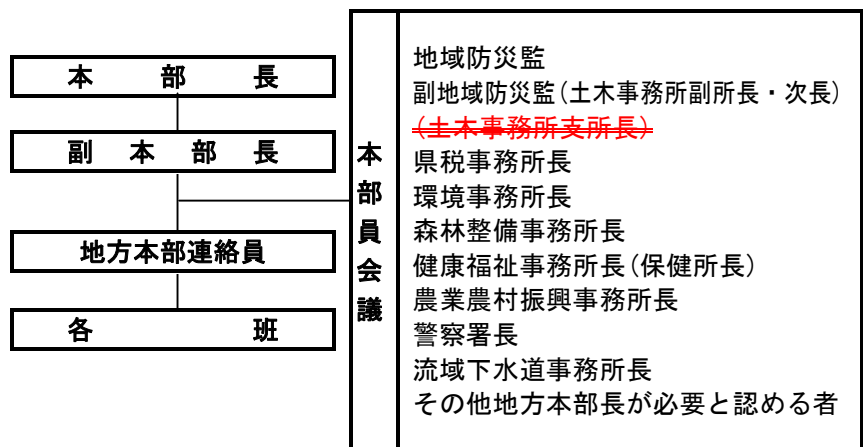 本部長
副本部長
地方本部連絡員
各班
本部員会議
地域防災監
副地域防災監(土木事務所副所長・次長)
(土木事務所支所長)
県税事務所長
環境事務所長
森林整備事務所長
健康福祉事務所長(保健所長)
農業農村振興事務所長
警察署長
流域下水道事務所長
その他地方本部長が必要と認める者